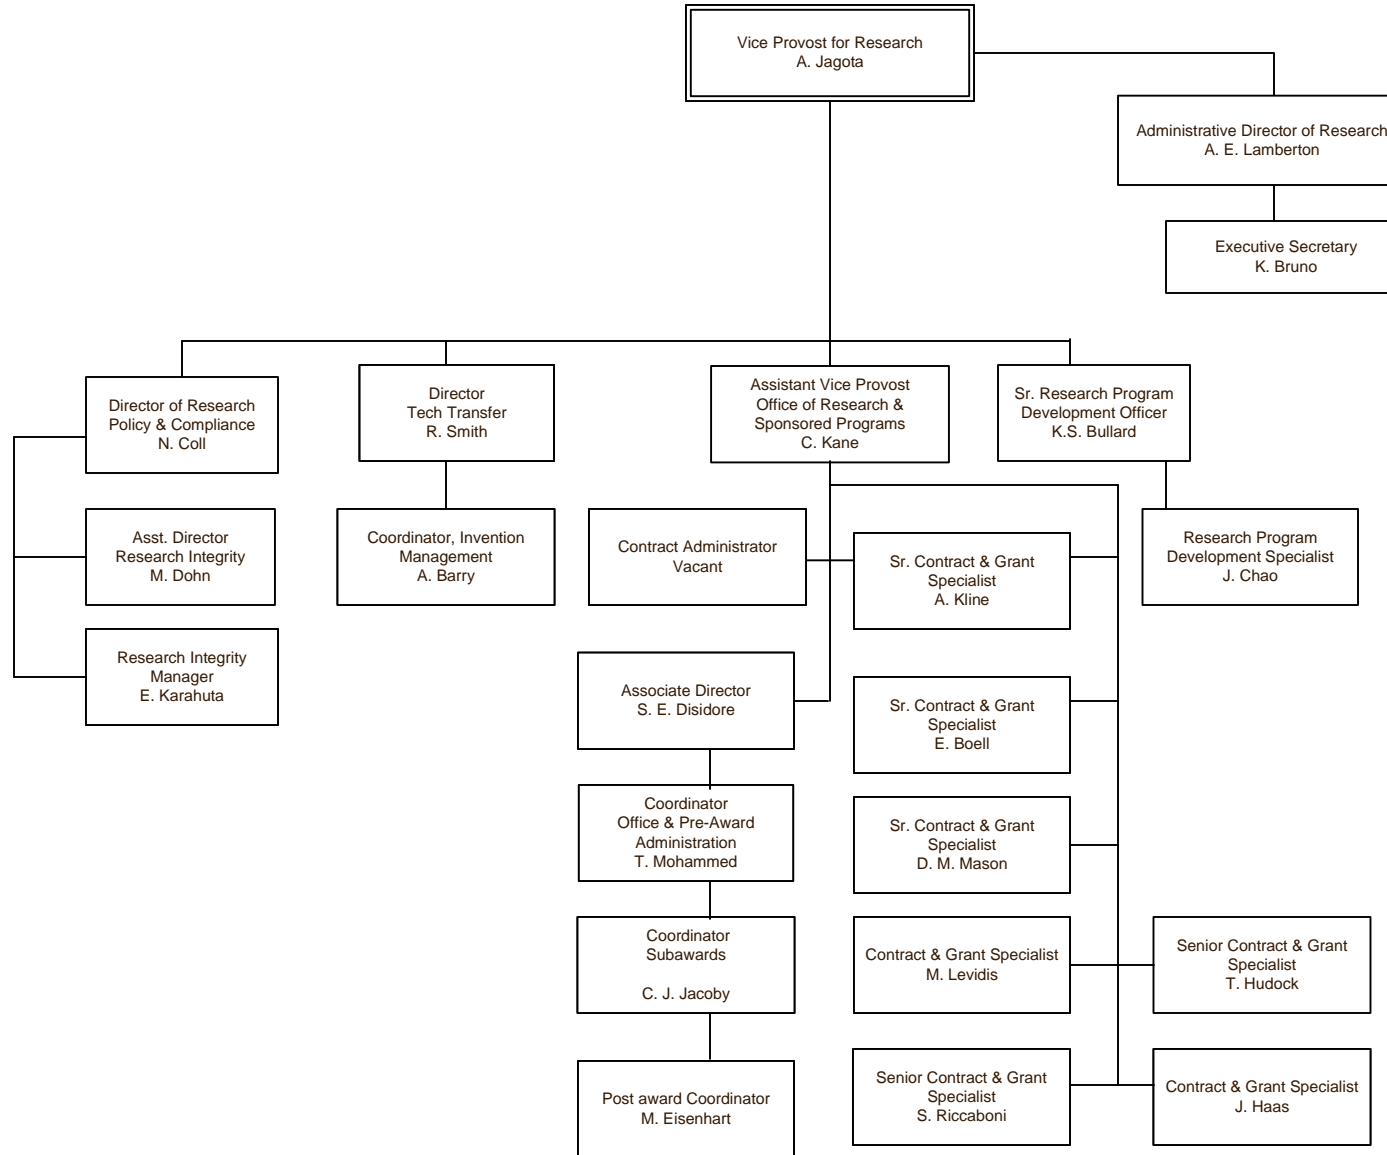 Vice Provost for Research
A. Jagota
Administrative Director of Research
A. E. Lamberton
Executive Secretary
K. Bruno
Director of Research
Policy & Compliance
N. Coll
Director
Tech Transfer
R. Smith
Assistant Vice Provost
Office of Research &
Sponsored Programs
C. Kane
Sr. Research Program
Development Officer
K.S. Bullard
Asst. Director
Research Integrity
M. Dohn
Coordinator, Invention
Management
A. Barry
Contract Administrator
Vacant
Sr. Contract & Grant
Specialist
A. Kline
Research Program
Development Specialist
J. Chao
Research Integrity
Manager
E. Karahuta
Associate Director
S. E. Disidore
Sr. Contract & Grant
Specialist
E. Boell
Coordinator
Office & Pre-Award
Administration
T. Mohammed
Sr. Contract & Grant
Specialist
D. M. Mason
Coordinator
Subawards
C. J. Jacoby
Contract & Grant Specialist
M. Levidis
Senior Contract & Grant
Specialist
T. Hudock
Post award Coordinator
M. Eisenhart
Senior Contract & Grant
Specialist
S. Riccaboni
Contract & Grant Specialist
J. Haas